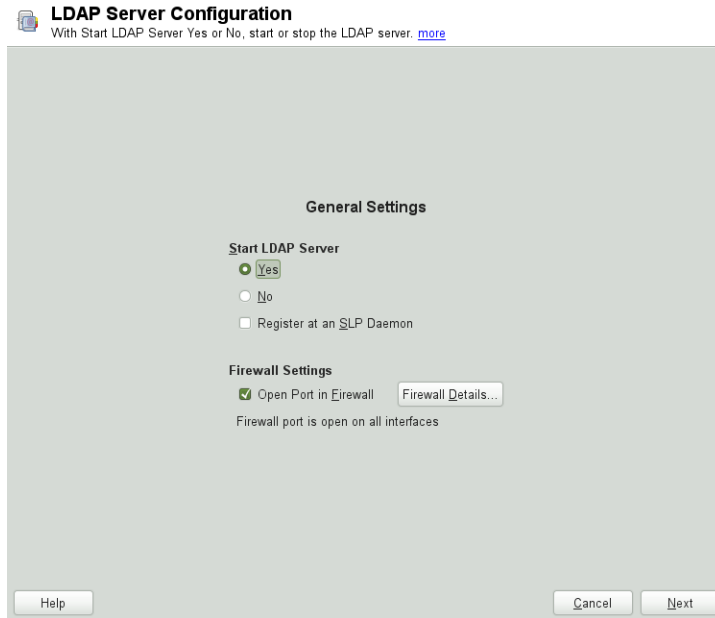 LDAP Server Configuration
With Start LDAP Server Yes or No, start or stop the LDAP server. more
General Settings
Start LDAP Server
Yes
No
Register at an SLP Daemon
Firewall Settings
Open Port in Firewall Firewall Details...
Firewall port is open on all interfaces
Help Cancel Next